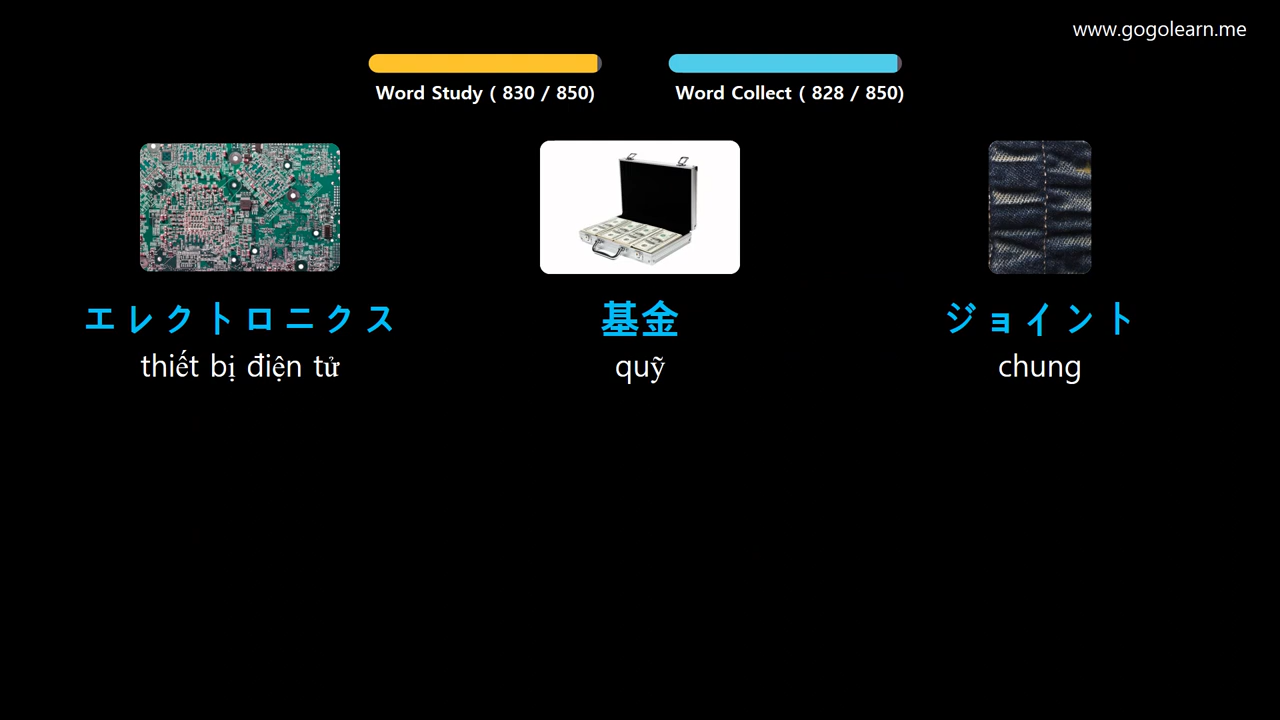 www.gogolearn.me
Word Study ( 830 / 850)
Word Collect ( 828 / 850)
エレクトロニクス
基金
ジョイント
thiết bị điện tử
quỹ
chung